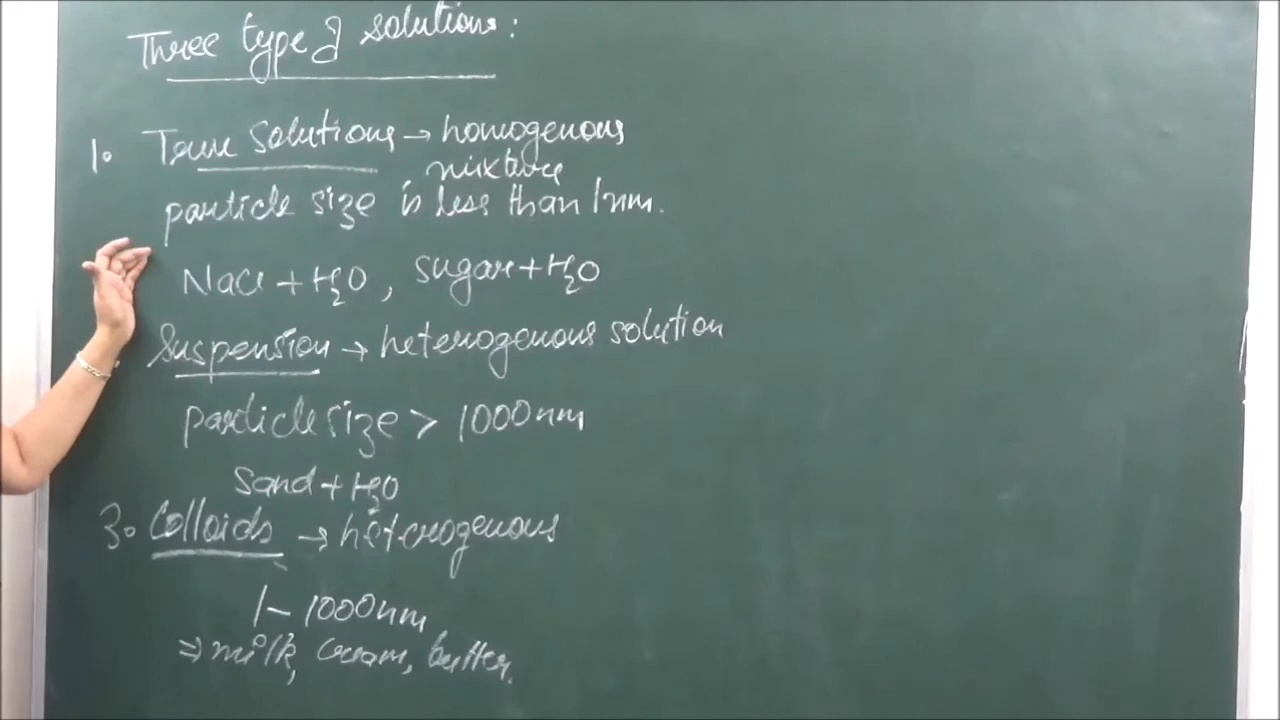 Three type of solutions:
1. True solutions → homogenous
mixture
particle size is less than 1nm.
NaCl + H₂O, sugar + H₂O
Suspension → heterogenous solution
particle size > 1000nm
Sand + H₂O
3. Colloids → heterogenous
1 - 1000nm
⇒ milk, cream, butter.